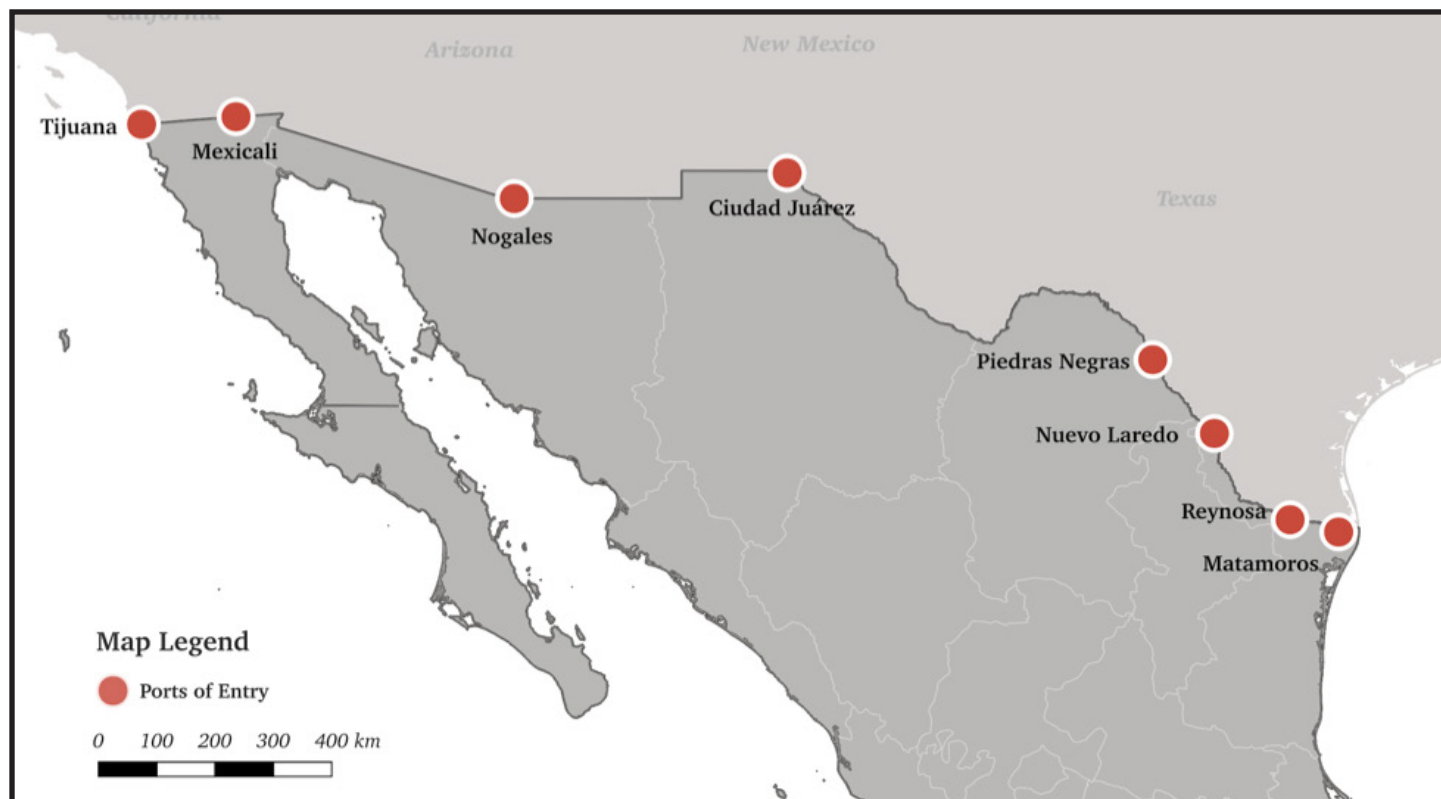 California
Arizona
New Mexico
Tijuana
Mexicali
Ciudad Juárez
Texas
Nogales
Piedras Negras
Nuevo Laredo
Reynosa
Matamoros
Map Legend
Ports of Entry
0 100 200 300 400 km